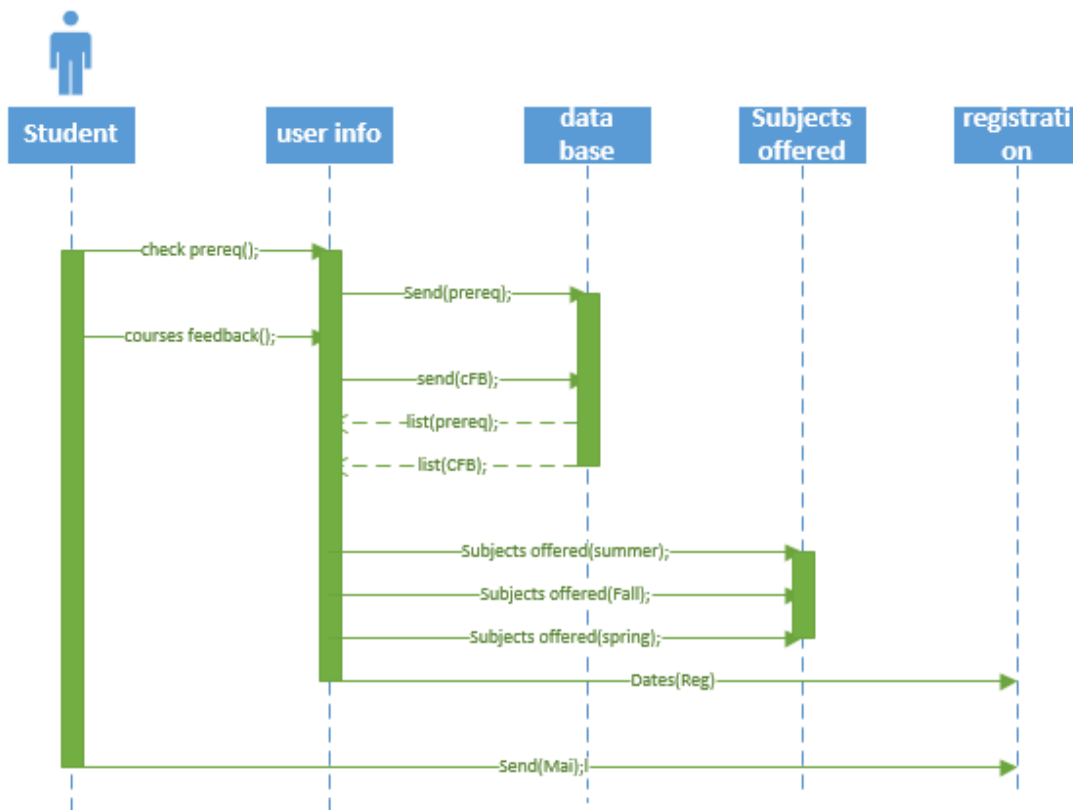 Student
user info
data
base
Subjects
offered
registrati
on
check prereq();
Send(prereq);
courses feedback();
send(cFB);
list(prereq);
list(CFB);
Subjects offered(summer);
Subjects offered(Fall);
Subjects offered(spring);
Dates(Reg)
Send(Mai);l